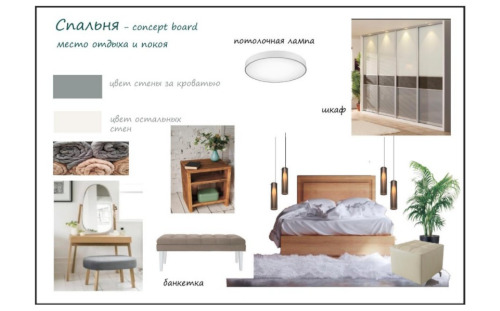 Спальня - concept board
место отдыха и покоя
потолочная лампа
цвет стены за кроватью
шкаф
цвет остальных
стен
банкетка